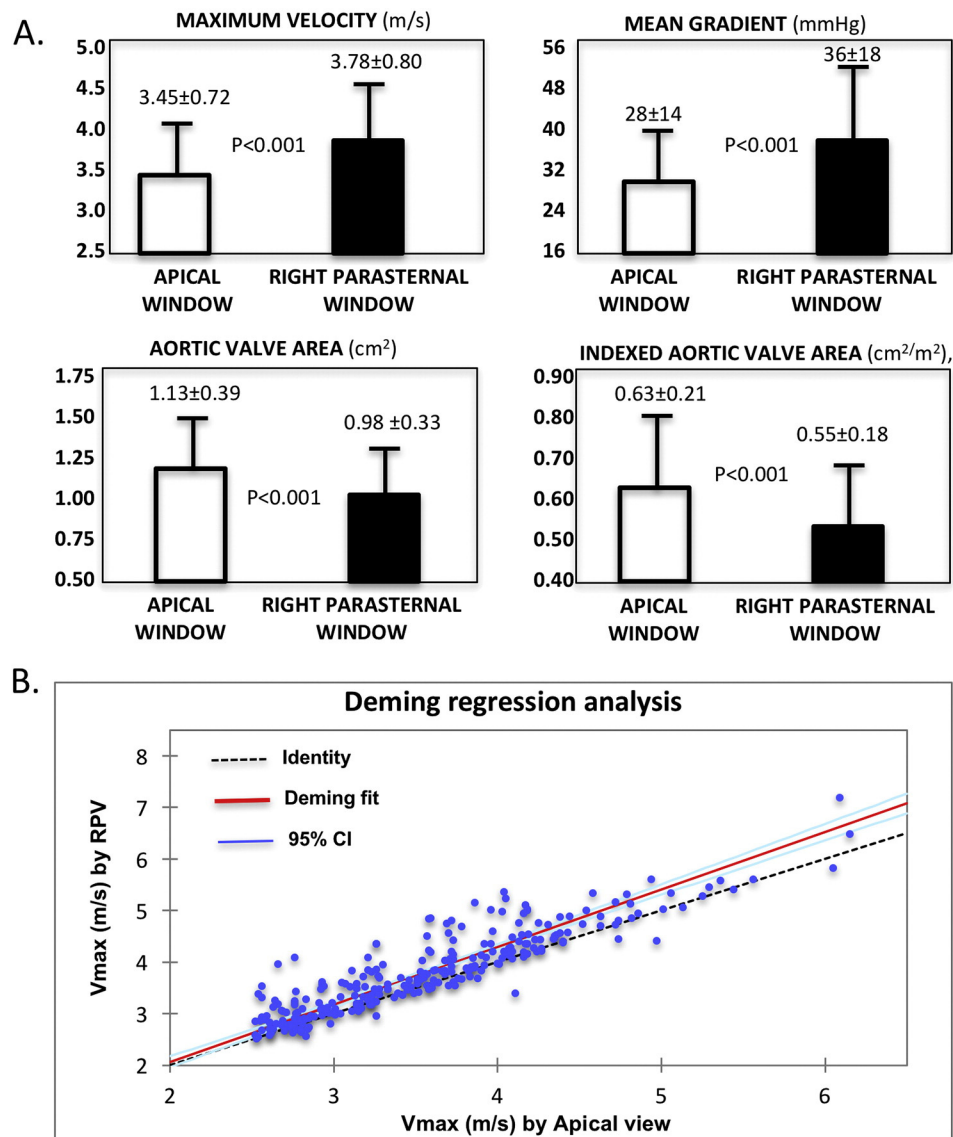 A.
MAXIMUM VELOCITY (m/s)
5.0
4.5
4.0
3.5
3.0
2.5
3.45±0.72
3.78±0.80
P<0.001
APICAL
WINDOW
RIGHT PARASTERNAL
WINDOW
MEAN GRADIENT (mmHg)
56
48
40
32
24
16
28±14
36±18
P<0.001
APICAL
WINDOW
RIGHT PARASTERNAL
WINDOW
AORTIC VALVE AREA (cm²)
1.75
1.50
1.25
1.00
0.75
0.50
1.13±0.39
0.98 ±0.33
P<0.001
APICAL
WINDOW
RIGHT PARASTERNAL
WINDOW
INDEXED AORTIC VALVE AREA (cm²/m²),
0.90
0.80
0.70
0.60
0.50
0.40
0.63±0.21
0.55±0.18
P<0.001
APICAL
WINDOW
RIGHT PARASTERNAL
WINDOW
B.
Deming regression analysis
Identity
Deming fit
95% CI
Vmax (m/s) by RPV
8
7
6
5
4
3
2
2 3 4 5 6
Vmax (m/s) by Apical view